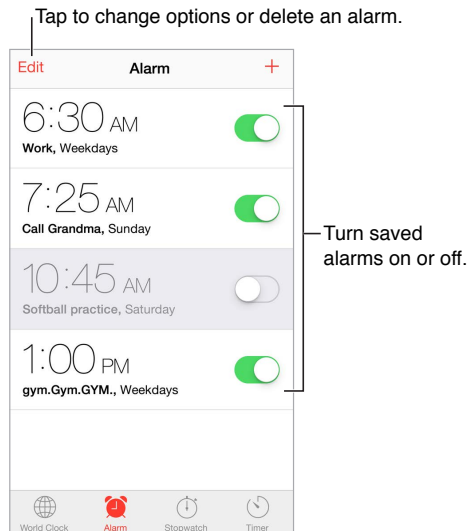 Tap to change options or delete an alarm.
Edit Alarm +
6:30 AM
Work, Weekdays
7:25 AM
Call Grandma, Sunday
Turn saved
alarms on or off.
10:45 AM
Softball practice, Saturday
1:00 PM
gym.Gym.GYM., Weekdays
World Clock Alarm Stopwatch Timer